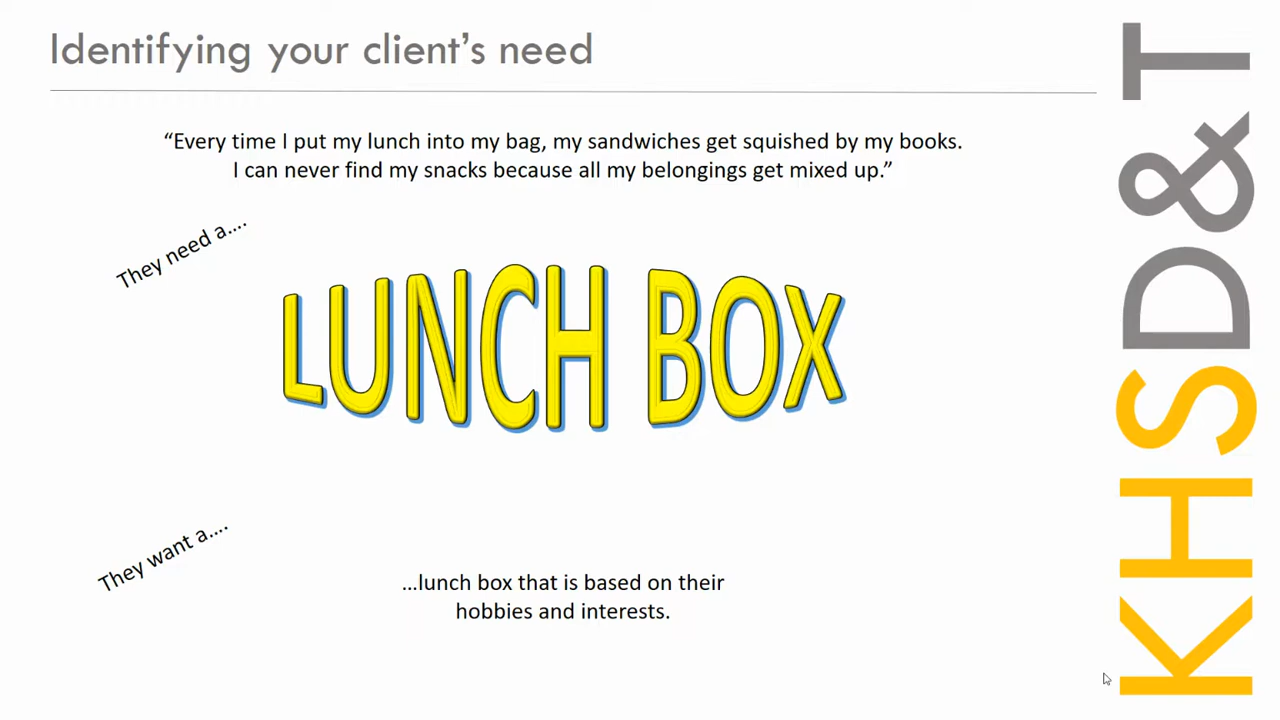 Identifying your client’s need
“Every time I put my lunch into my bag, my sandwiches get squished by my books.
I can never find my snacks because all my belongings get mixed up.”
They need a....
LUNCH BOX
They want a....
...lunch box that is based on their
hobbies and interests.
KHSD&T